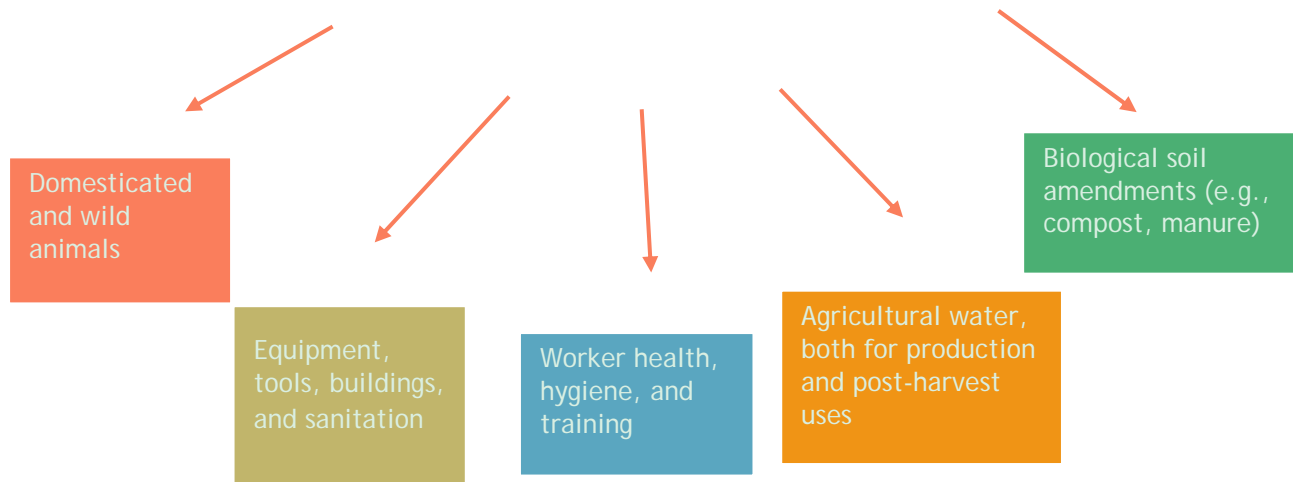 Domesticated
and wild
animals
Equipment,
tools, buildings,
and sanitation
Worker health,
hygiene, and
training
Agricultural water,
both for production
and post-harvest
uses
Biological soil
amendments (e.g.,
compost, manure)